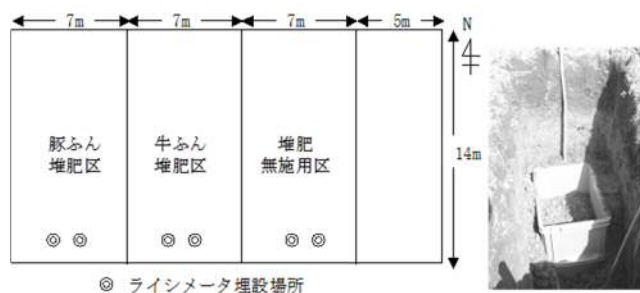 7m 7m 7m 5m N
豚ふん
堆肥区
牛ふん
堆肥区
堆肥
無施用区
14m
◎ ライシメータ埋設場所